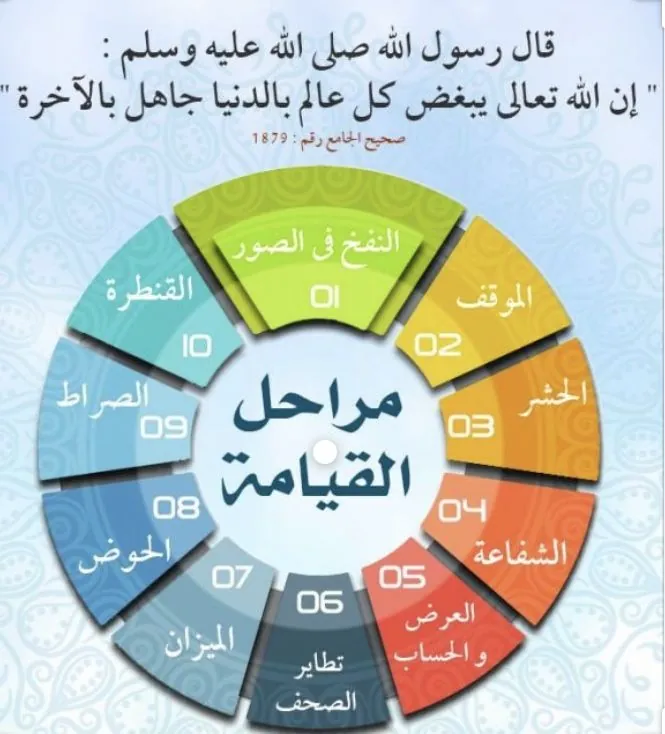 قال رسول الله صلى الله عليه وسلم :
" إن الله تعالى يبغض كل عالم بالدنيا جاهل بالآخرة "
صحيح الجامع رقم : 1879
النفخ في الصور
01
الموقف
02
الحشر
03
الشفاعة
04
العرض
و الحساب
05
تطاير
الصحف
06
الميزان
07
الحوض
08
الصراط
09
القنطرة
10
مراحل
القيامة